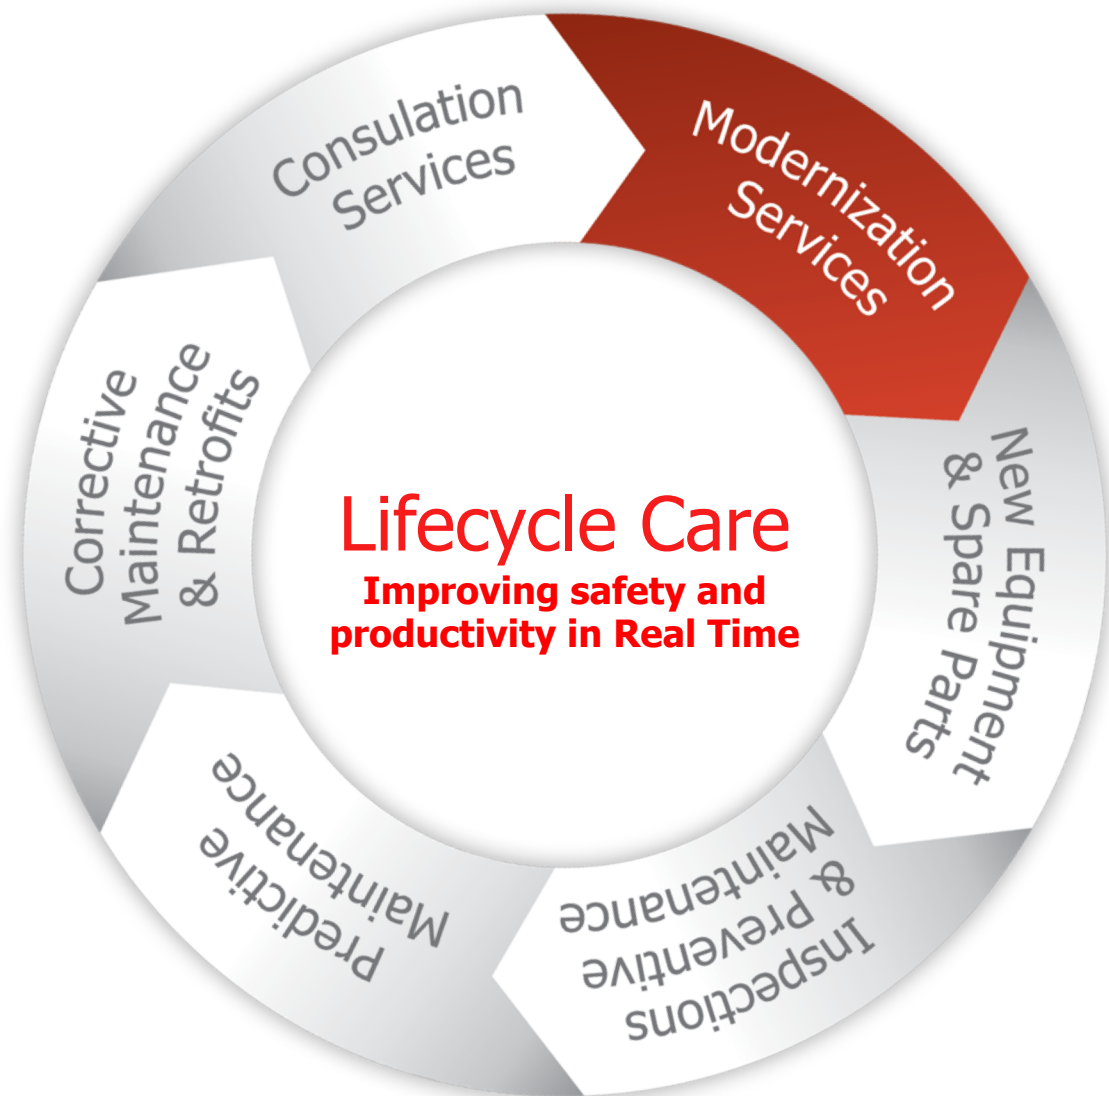 Consulation
Services
Modernization
Services
New Equipment
& Spare Parts
Inspections
& Preventive
Maintenance
Predictive
Maintenance
Corrective
Maintenance
& Retrofits
Lifecycle Care
Improving safety and
productivity in Real Time